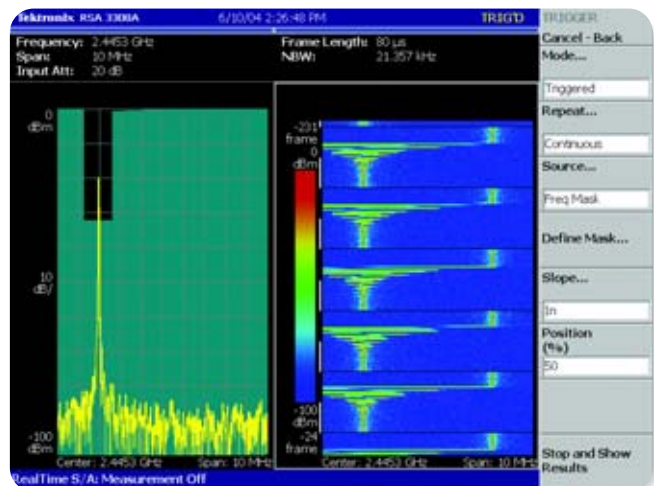 Tektronix RSA 3308A 6/10/04 2:26:48 PM TRIG'D TRIGGER
Frequency: 2.4453 GHz
Span: 10 MHz
Input Att: 20 dB
Frame Length: 80 µs
NBW: 21.357 kHz
Cancel - Back
Mode...
Triggered
Repeat...
Continuous
Source...
Freq Mask
Define Mask...
Slope...
In
Position
(%)
50
Stop and Show
Results
0
dBm
10
dB/
-100
dBm
Center: 2.4453 GHz Span: 10 MHz
-231
frame
0
dBm
-100
dBm
-24
frame
Center: 2.4453 GHz Span: 10 MHz
RealTime S/A: Measurement Off